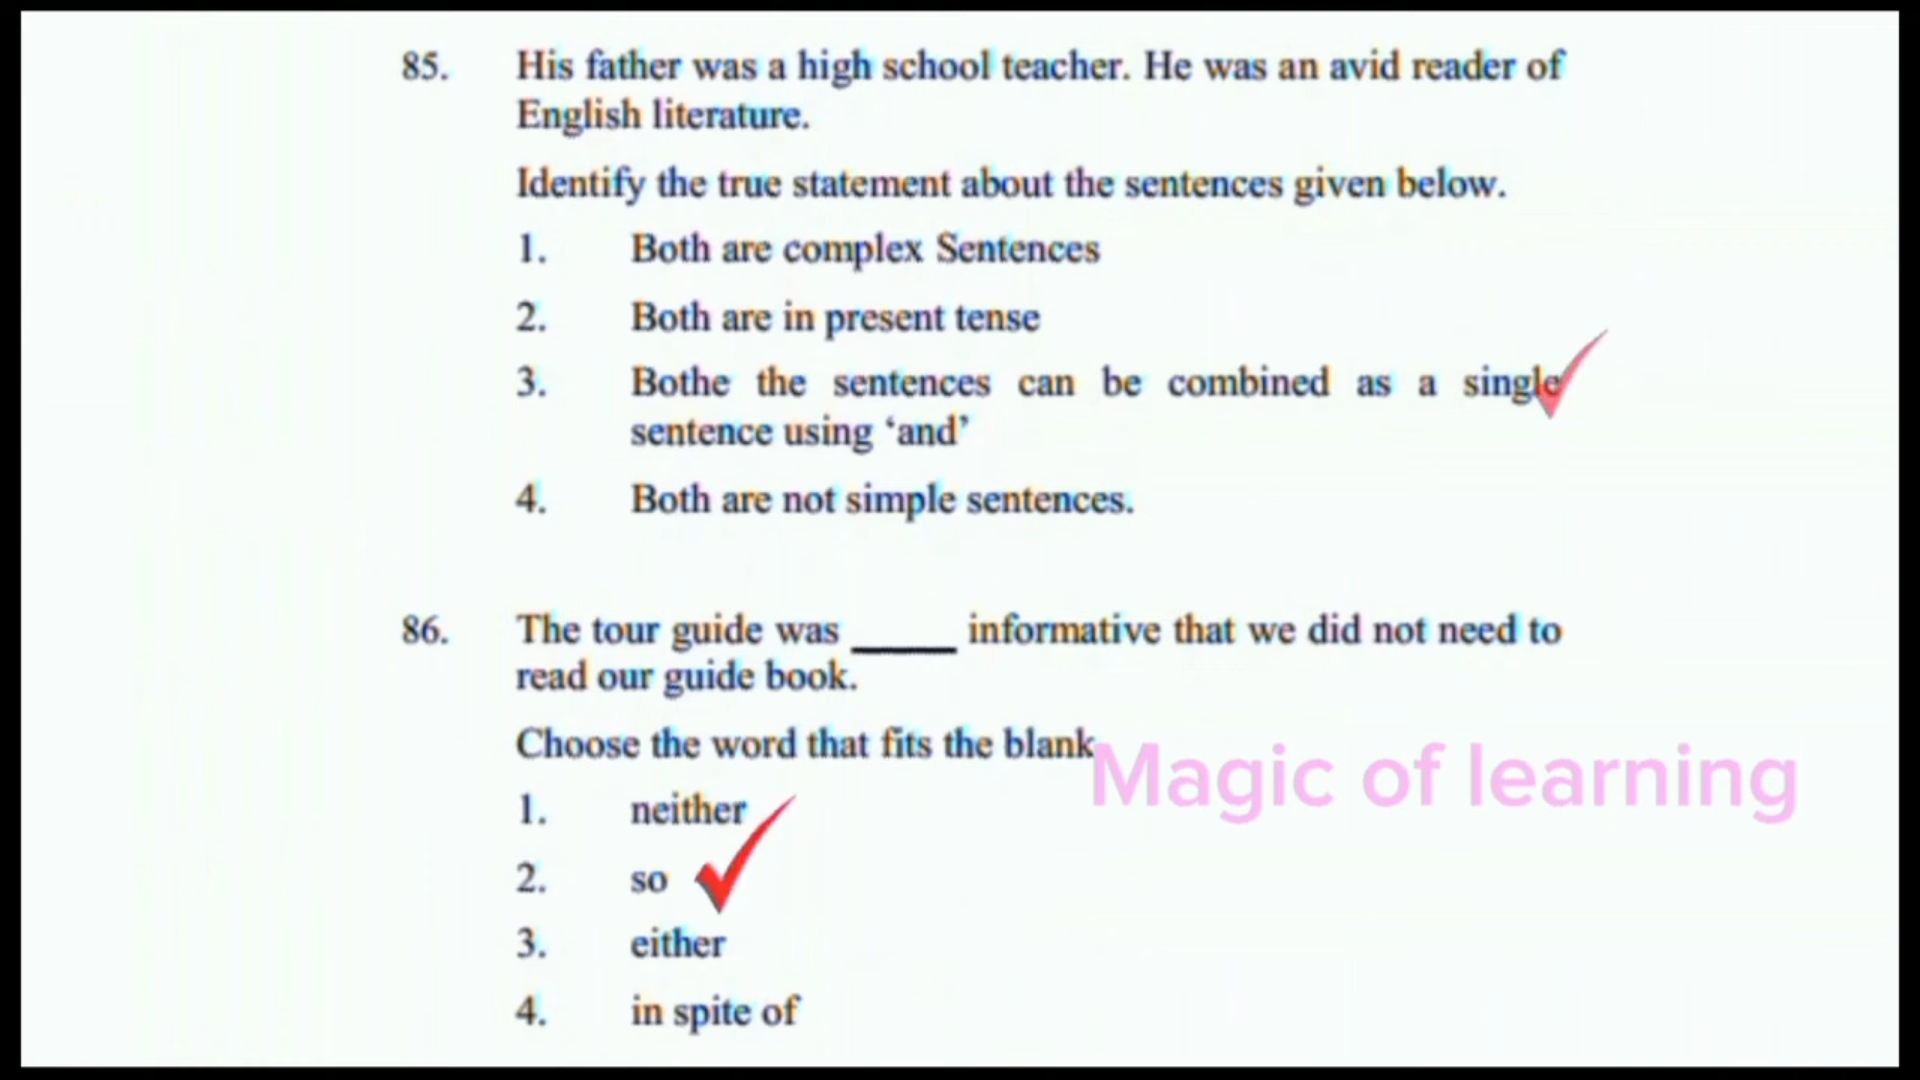 85. His father was a high school teacher. He was an avid reader of
English literature.
Identify the true statement about the sentences given below.
1. Both are complex Sentences
2. Both are in present tense
3. Bothe the sentences can be combined as a single
sentence using ‘and’
4. Both are not simple sentences.
86. The tour guide was _____ informative that we did not need to
read our guide book.
Choose the word that fits the blank
Magic of learning
1. neither
2. so
3. either
4. in spite of